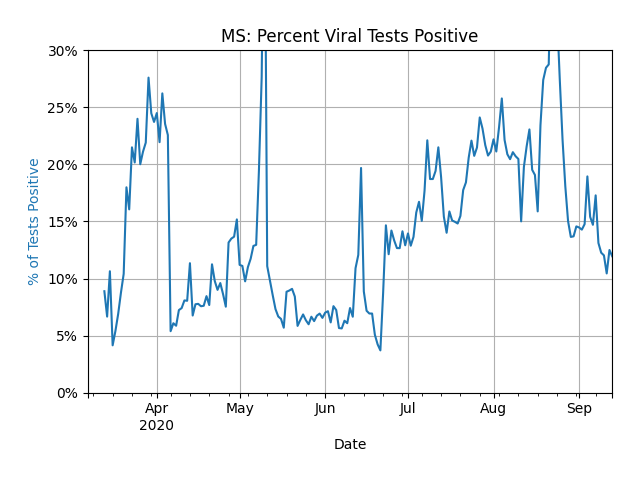 MS: Percent Viral Tests Positive
30%
25%
20%
15%
10%
5%
0%
% of Tests Positive
Apr
2020
May
Jun
Jul
Aug
Sep
Date